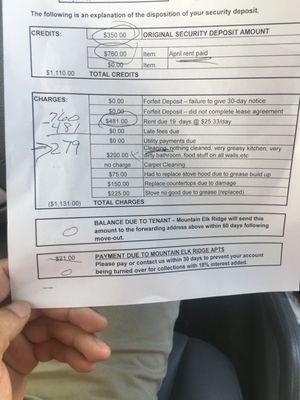 The following is an explanation of the disposition of your security deposit.
CREDITS: $350.00 ORIGINAL SECURITY DEPOSIT AMOUNT
$760.00 Item: April rent paid
$0.00 Item:
$1,110.00 TOTAL CREDITS
CHARGES: $0.00 Forfeit Deposit – failure to give 30-day notice
$0.00 Forfeit Deposit – did not complete lease agreement
760 $481.00 Rent due 19 days @ $25.33/day
481 $0.00 Late fees due
279 $0.00 Utility payments due
$200.00 Cleaning- nothing cleaned, very greasy kitchen, very
dirty bathroom, food stuff on all walls,etc
no charge Carpet Cleaning
$75.00 Had to replace stove hood due to grease build up
$150.00 Replace countertops due to damage
$225.00 Stove no good due to grease (replaced)
($1,131.00) TOTAL CHARGES
BALANCE DUE TO TENANT – Mountain Elk Ridge will send this
0 amount to the forwarding address above within 60 days following
move-out.
$21.00 PAYMENT DUE TO MOUNTAIN ELK RIDGE APTS
0 Please pay or contact us within 30 days to prevent your account
being turned over for collections with 18% interest added.